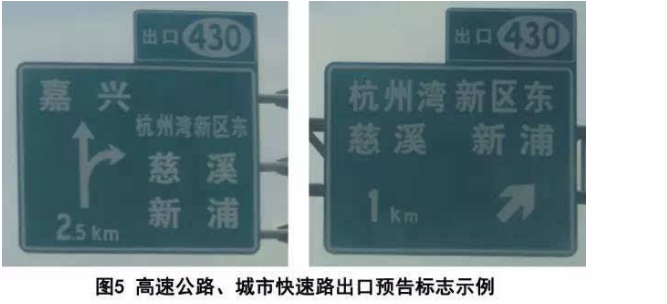 出口 430
嘉兴
杭州湾新区东
慈溪
新浦
2.5 km
出口 430
杭州湾新区东
慈溪 新浦
1 km
图5 高速公路、城市快速路出口预告标志示例